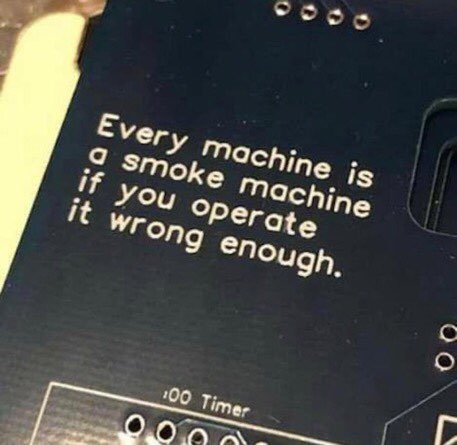 Every machine is
a smoke machine
if you operate
it wrong enough.
:00 Timer